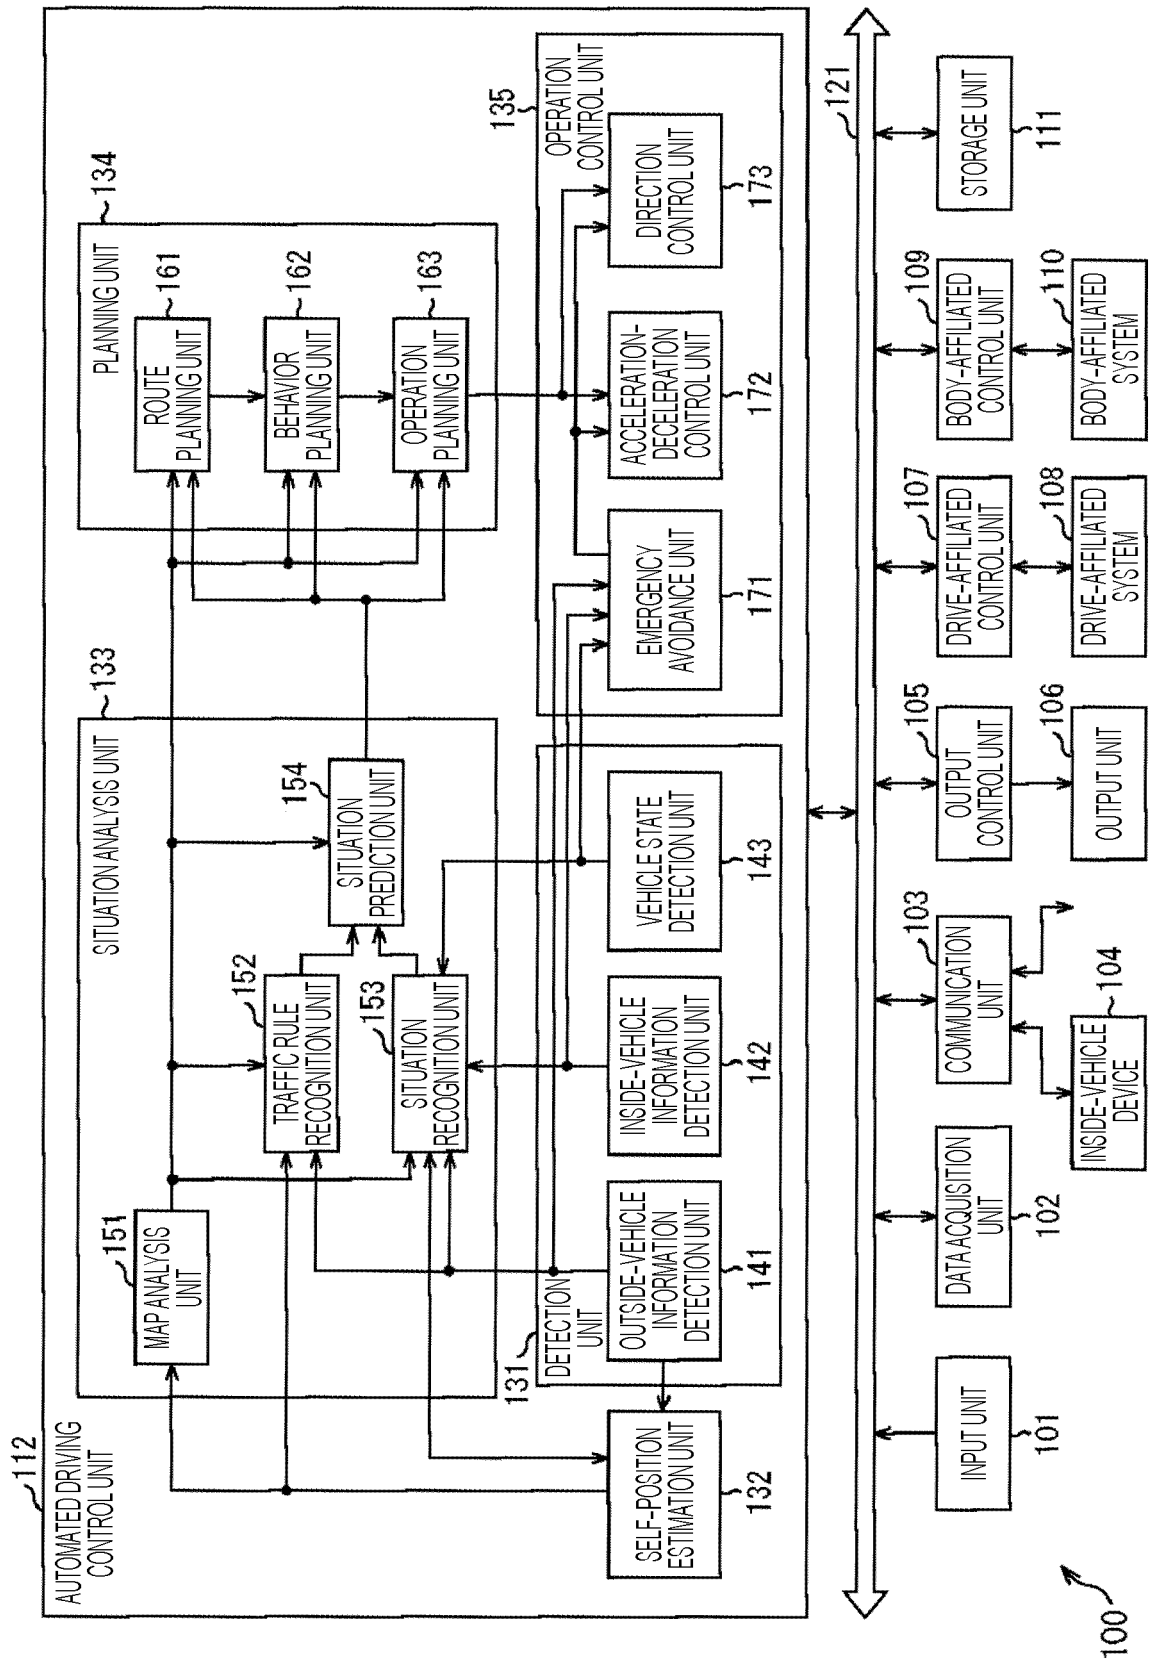 112
AUTOMATED DRIVING
CONTROL UNIT
133
SITUATION ANALYSIS UNIT
151
MAP ANALYSIS
UNIT
152
TRAFFIC RULE
RECOGNITION UNIT
153
SITUATION
RECOGNITION UNIT
154
SITUATION
PREDICTION UNIT
134
PLANNING UNIT
161
ROUTE
PLANNING UNIT
162
BEHAVIOR
PLANNING UNIT
163
OPERATION
PLANNING UNIT
132
SELF-POSITION
ESTIMATION UNIT
131
DETECTION
UNIT
OUTSIDE-VEHICLE
INFORMATION
DETECTION UNIT
141
INSIDE-VEHICLE
INFORMATION
DETECTION UNIT
142
VEHICLE STATE
DETECTION UNIT
143
135
OPERATION
CONTROL UNIT
EMERGENCY
AVOIDANCE UNIT
171
ACCELERATION-
DECELERATION
CONTROL UNIT
172
DIRECTION
CONTROL UNIT
173
121
INPUT UNIT
101
DATA ACQUISITION
UNIT
102
103
COMMUNICATION
UNIT
104
INSIDE-VEHICLE
DEVICE
105
OUTPUT
CONTROL UNIT
106
OUTPUT UNIT
107
DRIVE-AFFILIATED
CONTROL UNIT
108
DRIVE-AFFILIATED
SYSTEM
109
BODY-AFFILIATED
CONTROL UNIT
110
BODY-AFFILIATED
SYSTEM
STORAGE UNIT
111
100